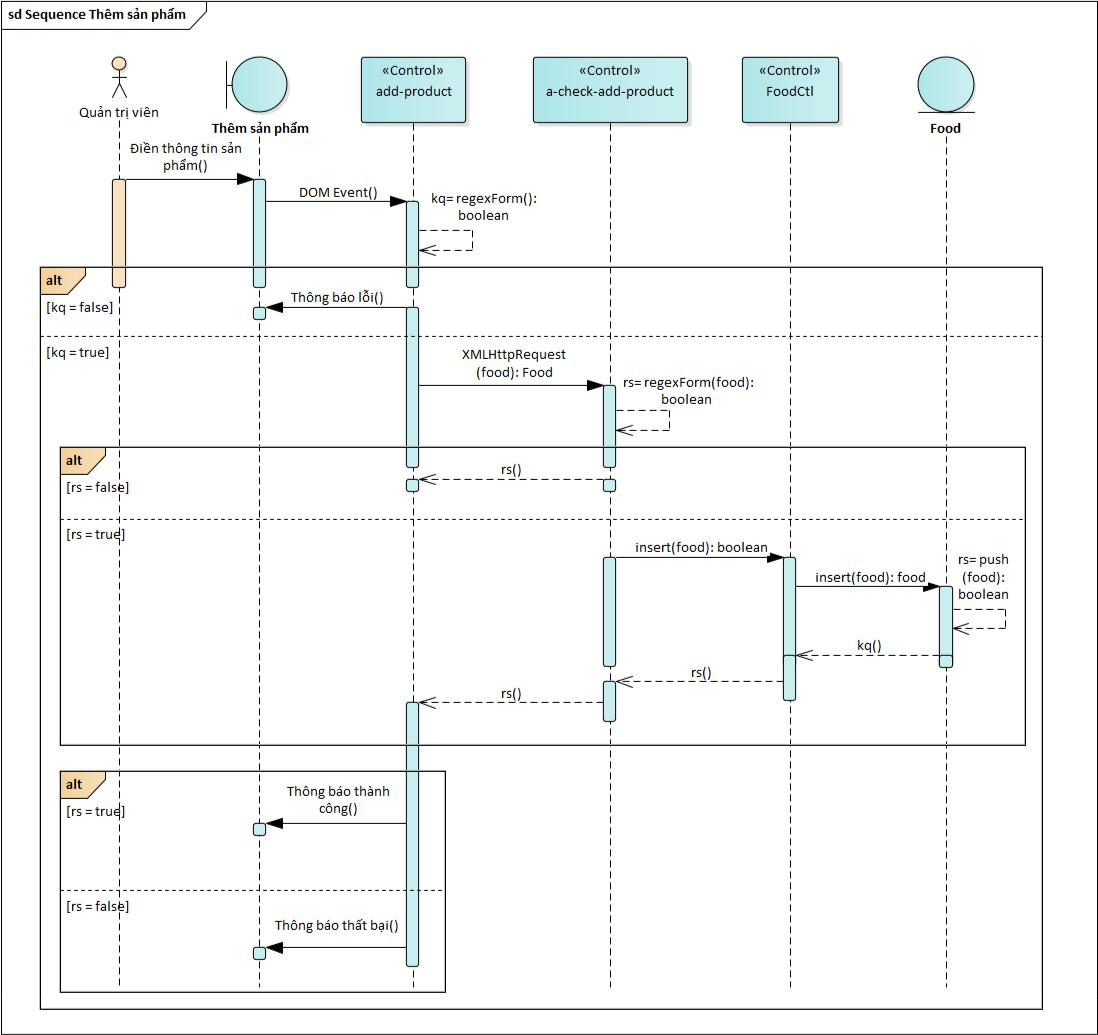 sd Sequence Thêm sản phẩm
«Control»
add-product
«Control»
a-check-add-product
«Control»
FoodCtl
Quản trị viên
Thêm sản phẩm
Food
Điền thông tin sản
phẩm()
DOM Event()
kq= regexForm():
boolean
alt
[kq = false]
Thông báo lỗi()
[kq = true]
XMLHttpRequest
(food): Food
rs= regexForm(food):
boolean
alt
rs()
[rs = false]
[rs = true]
insert(food): boolean
rs= push
(food):
boolean
insert(food): food
kq()
rs()
rs()
alt
Thông báo thành
công()
[rs = true]
[rs = false]
Thông báo thất bại()